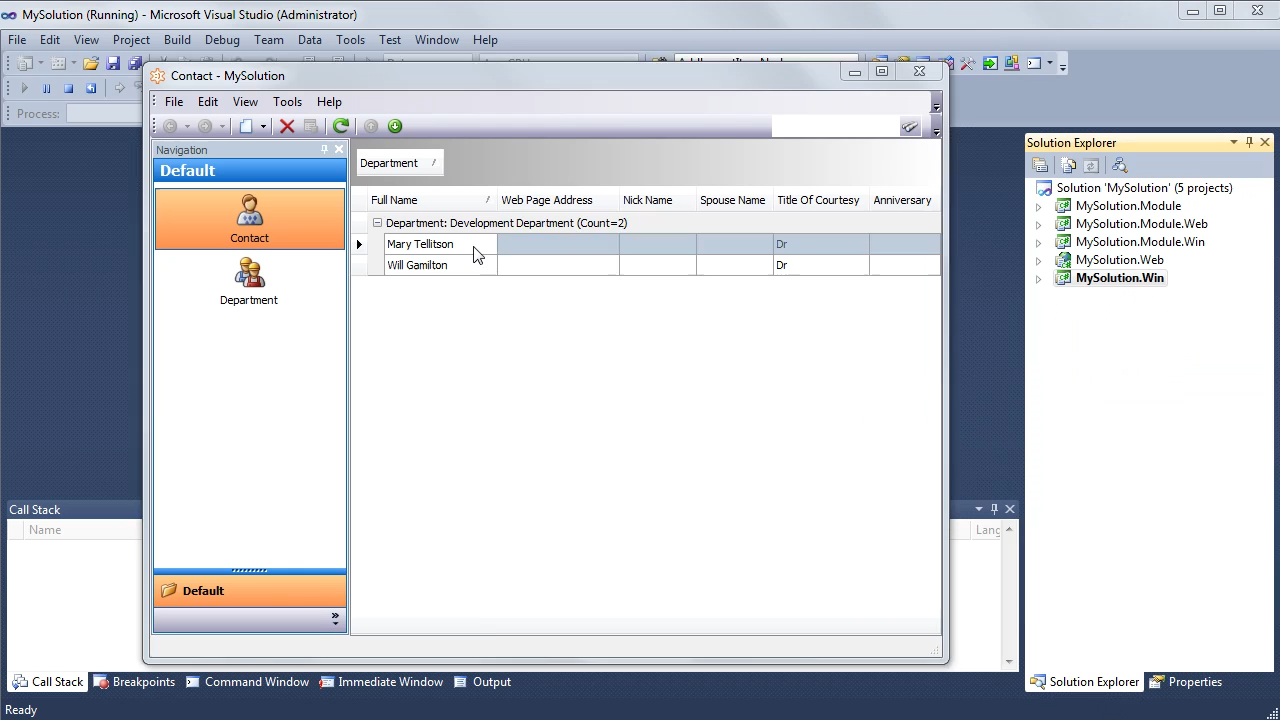 MySolution (Running) - Microsoft Visual Studio (Administrator)
File Edit View Project Build Debug Team Data Tools Test Window Help
Process:
Contact - MySolution
File Edit View Tools Help
Navigation
Default
Contact
Department
Default
Department
Full Name Web Page Address Nick Name Spouse Name Title Of Courtesy Anniversary
Department: Development Department (Count=2)
Mary Tellitson Dr
Will Gamilton Dr
Solution Explorer
Solution 'MySolution' (5 projects)
MySolution.Module
MySolution.Module.Web
MySolution.Module.Win
MySolution.Web
MySolution.Win
Call Stack
Name Lang
Call Stack Breakpoints Command Window Immediate Window Output
Solution Explorer Properties
Ready